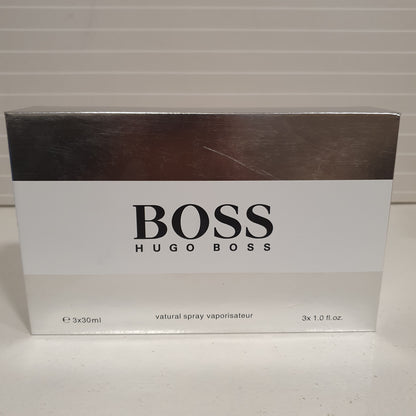 BOSS
HUGO BOSS
℮ 3x30ml vatural spray vaporisateur 3x 1.0 fl.oz.